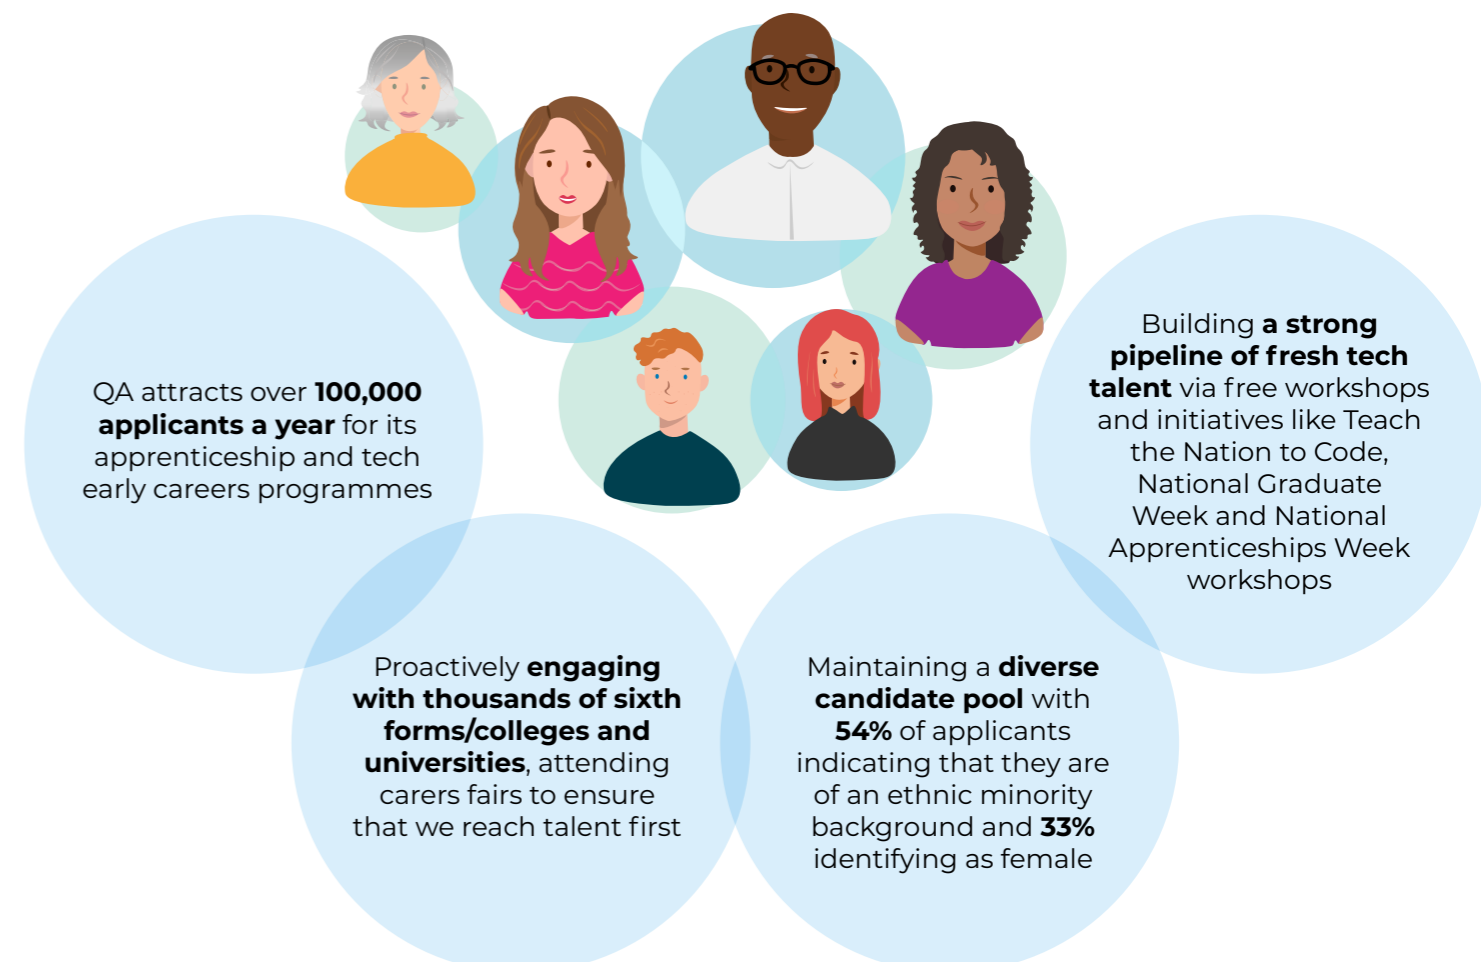 QA attracts over 100,000
applicants a year for its
apprenticeship and tech
early careers programmes
Proactively engaging
with thousands of sixth
forms/colleges and
universities, attending
carers fairs to ensure
that we reach talent first
Maintaining a diverse
candidate pool with
54% of applicants
indicating that they are
of an ethnic minority
background and 33%
identifying as female
Building a strong
pipeline of fresh tech
talent via free workshops
and initiatives like Teach
the Nation to Code,
National Graduate
Week and National
Apprenticeships Week
workshops